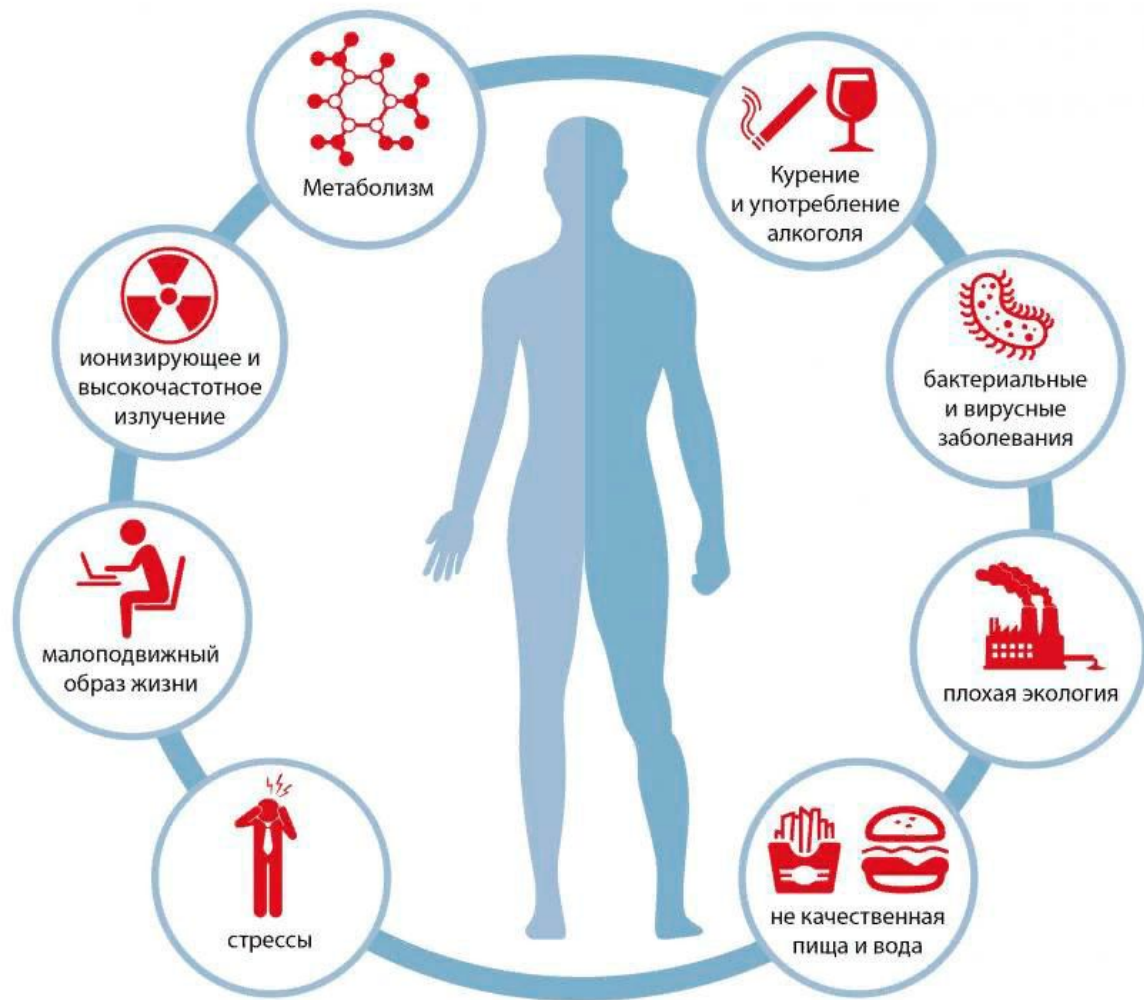 Метаболизм
Курение
и употребление
алкоголя
ионизирующее и
высокочастотное
излучение
бактериальные
и вирусные
заболевания
малоподвижный
образ жизни
плохая экология
стрессы
не качественная
пища и вода